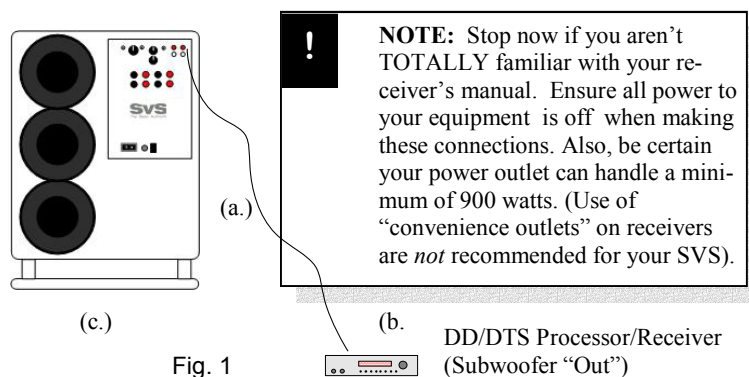 !
NOTE: Stop now if you aren't
TOTALLY familiar with your re-
ceiver's manual. Ensure all power to
your equipment is off when making
these connections. Also, be certain
your power outlet can handle a mini-
mum of 900 watts. (Use of
"convenience outlets" on receivers
are not recommended for your SVS).
SVS
(a.)
(c.)
(b.
DD/DTS Processor/Receiver
(Subwoofer "Out")
Fig. 1